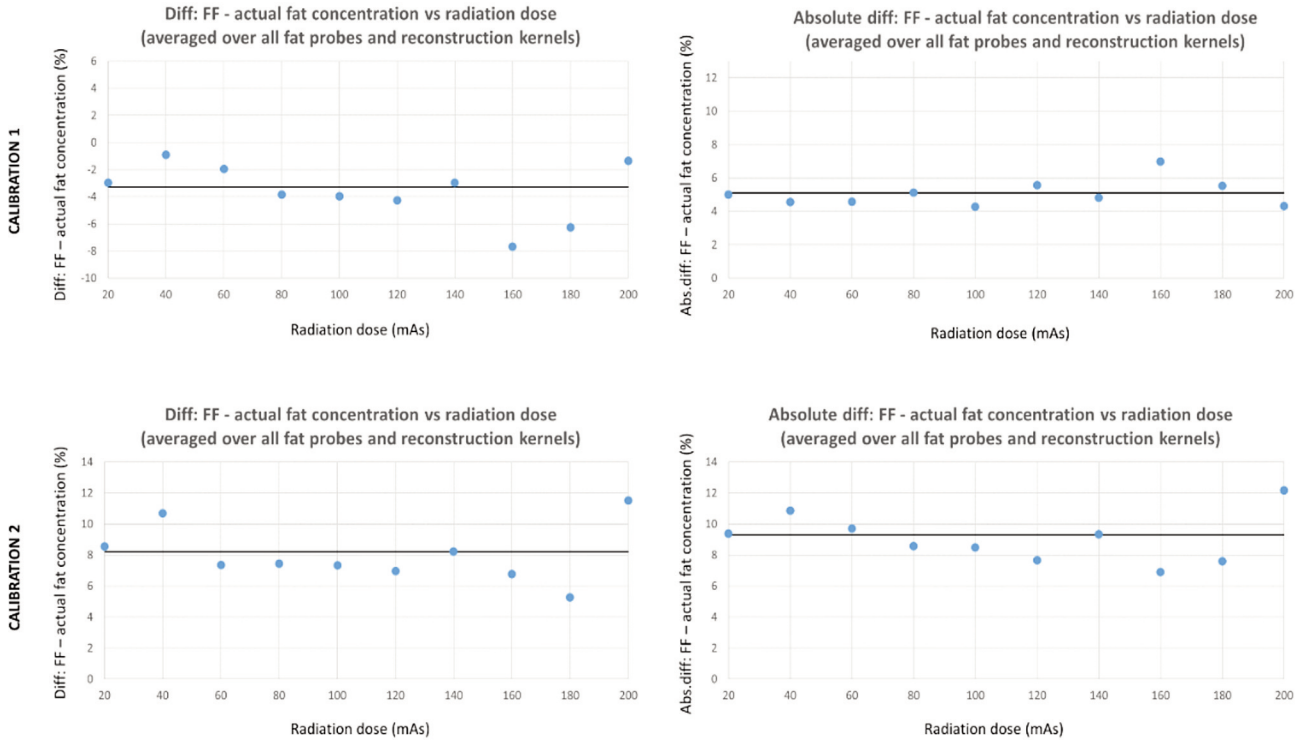 CALIBRATION 1
Diff: FF - actual fat concentration vs radiation dose
(averaged over all fat probes and reconstruction kernels)
Diff: FF – actual fat concentration (%)
6
4
2
0
-2
-4
-6
-8
-10
20 40 60 80 100 120 140 160 180 200
Radiation dose (mAs)
Absolute diff: FF - actual fat concentration vs radiation dose
(averaged over all fat probes and reconstruction kernels)
Abs.diff: FF – actual fat concentration (%)
12
10
8
6
4
2
0
20 40 60 80 100 120 140 160 180 200
Radiation dose (mAs)
CALIBRATION 2
Diff: FF - actual fat concentration vs radiation dose
(averaged over all fat probes and reconstruction kernels)
Diff: FF – actual fat concentration (%)
14
12
10
8
6
4
2
0
20 40 60 80 100 120 140 160 180 200
Radiation dose (mAs)
Absolute diff: FF - actual fat concentration vs radiation dose
(averaged over all fat probes and reconstruction kernels)
Abs.diff: FF – actual fat concentration (%)
14
12
10
8
6
4
2
0
20 40 60 80 100 120 140 160 180 200
Radiation dose (mAs)